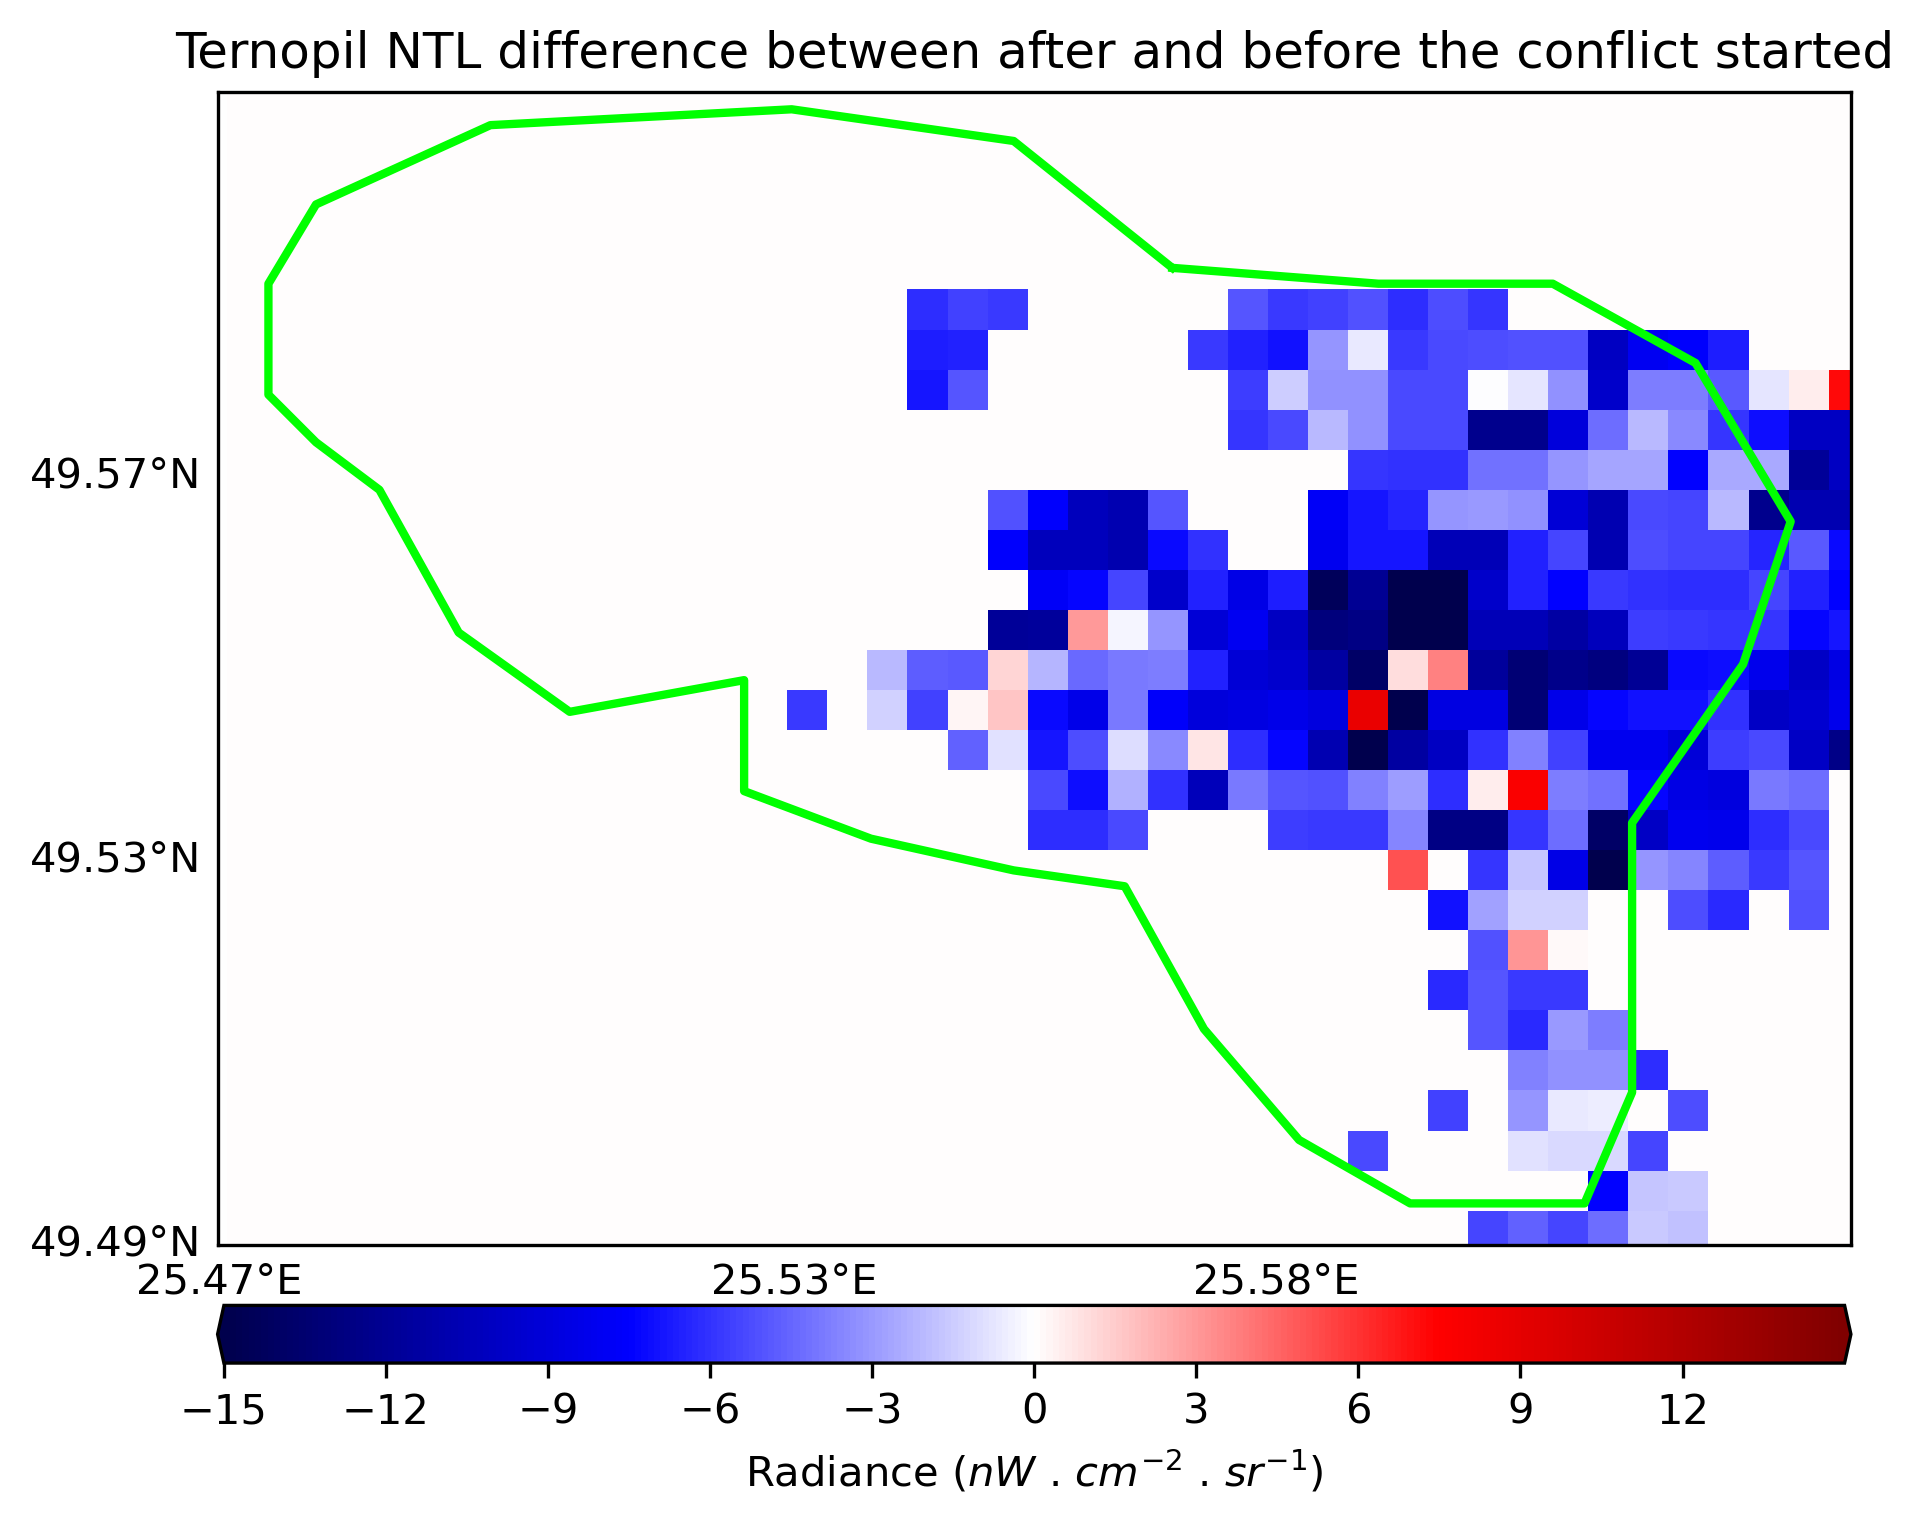 Ternopil NTL difference between after and before the conflict started
49.57°N
49.53°N
49.49°N
25.47°E 25.53°E 25.58°E
−15 −12 −9 −6 −3 0 3 6 9 12
Radiance (nW . cm⁻² . sr⁻¹)